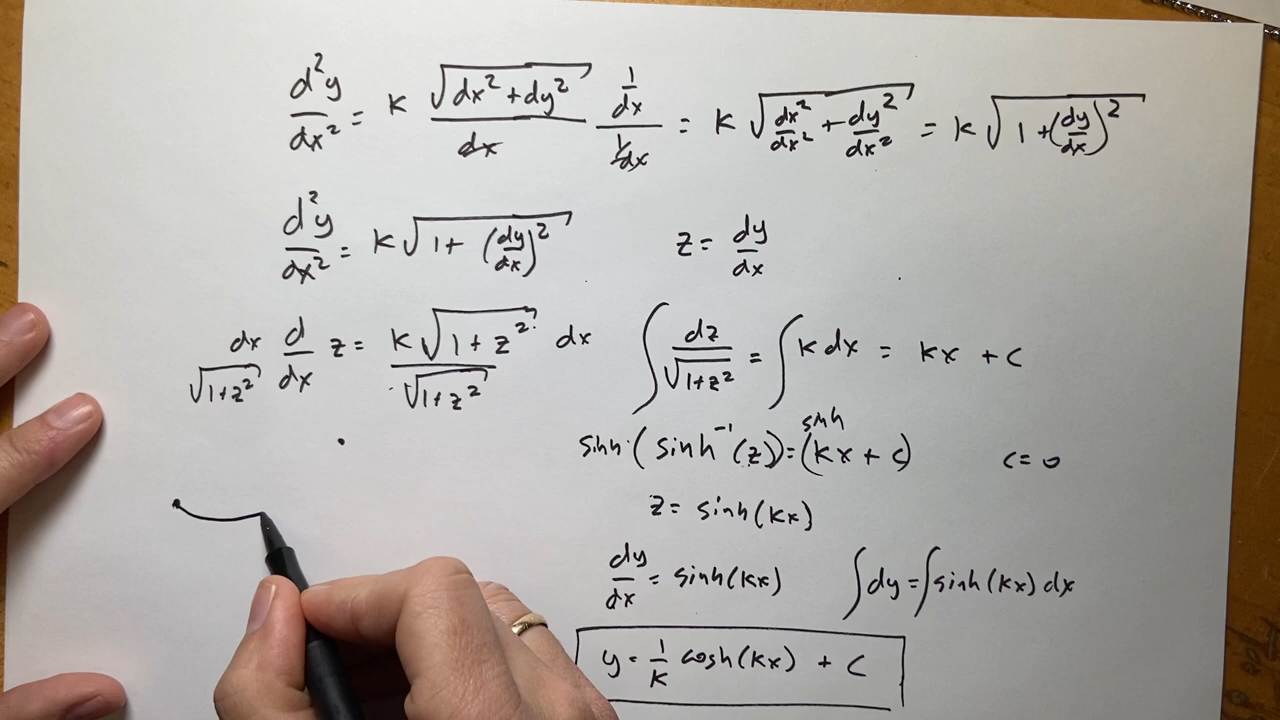 d²y/dx² = K √(dx² + dy²)/dx (1/dx)/(1/dx) = K √(dx²/dx² + dy²/dx²) = K √(1 + (dy/dx)²)
d²y/dx² = K √(1 + (dy/dx)²) z = dy/dx
dx/√(1+z²) d/dx z = K √(1 + z²)/√(1+z²) dx ∫ dz/√(1+z²) = ∫ K dx = Kx + C
sinh (sinh⁻¹(z)) = sinh (Kx + C) C = 0
z = sinh(Kx)
dy/dx = sinh(Kx) ∫ dy = ∫ sinh(Kx) dx
y = 1/K cosh(Kx) + C